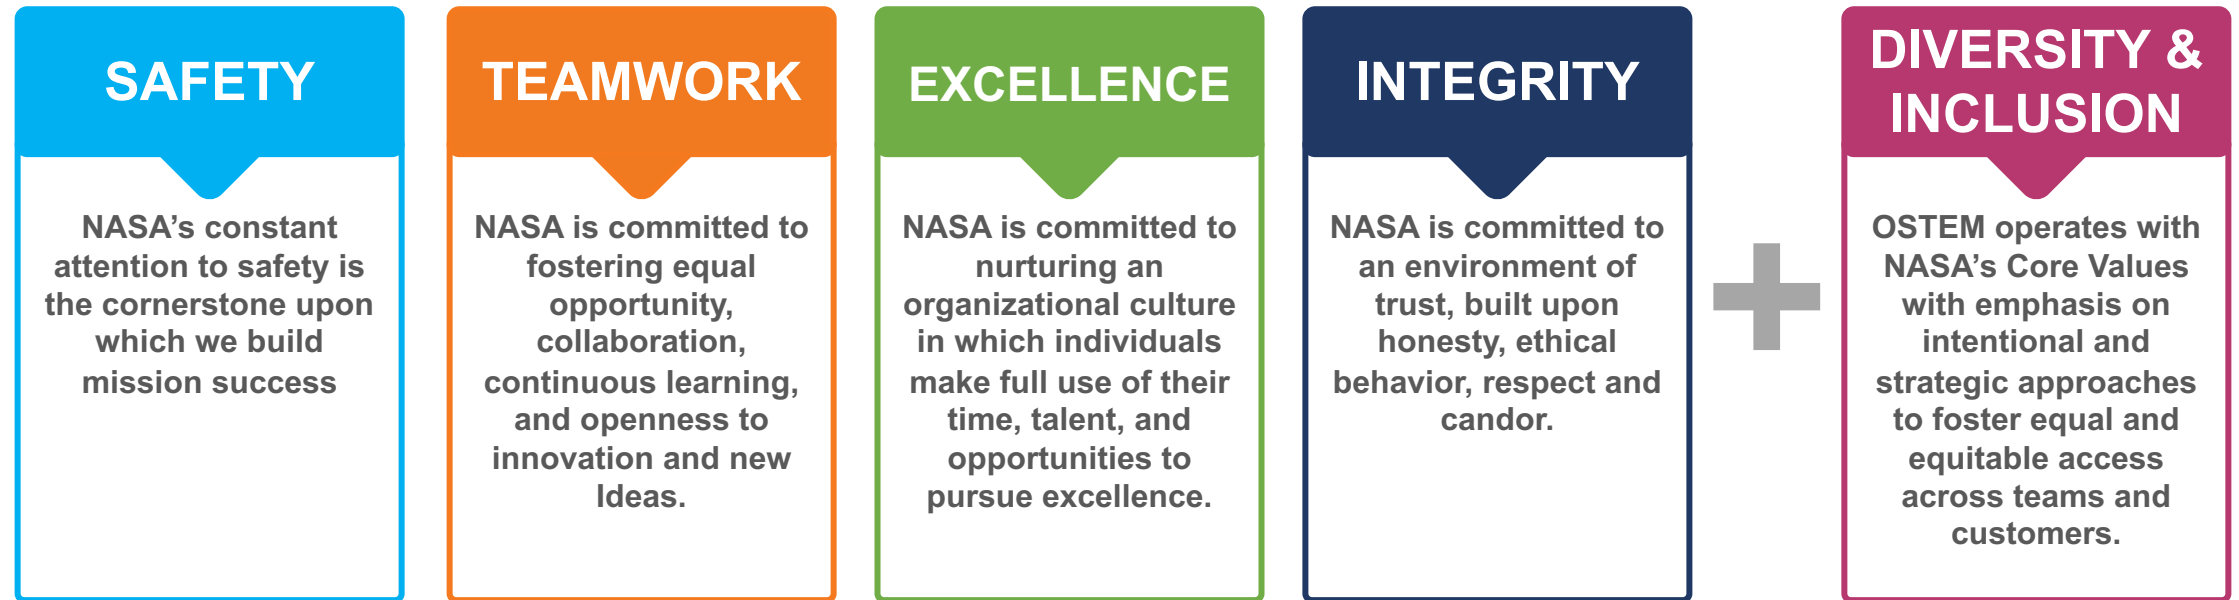 SAFETY
NASA’s constant
attention to safety is
the cornerstone upon
which we build
mission success
TEAMWORK
NASA is committed to
fostering equal
opportunity,
collaboration,
continuous learning,
and openness to
innovation and new
Ideas.
EXCELLENCE
NASA is committed to
nurturing an
organizational culture
in which individuals
make full use of their
time, talent, and
opportunities to
pursue excellence.
INTEGRITY
NASA is committed to
an environment of
trust, built upon
honesty, ethical
behavior, respect and
candor.
DIVERSITY &
INCLUSION
OSTEM operates with
NASA’s Core Values
with emphasis on
intentional and
strategic approaches
to foster equal and
equitable access
across teams and
customers.